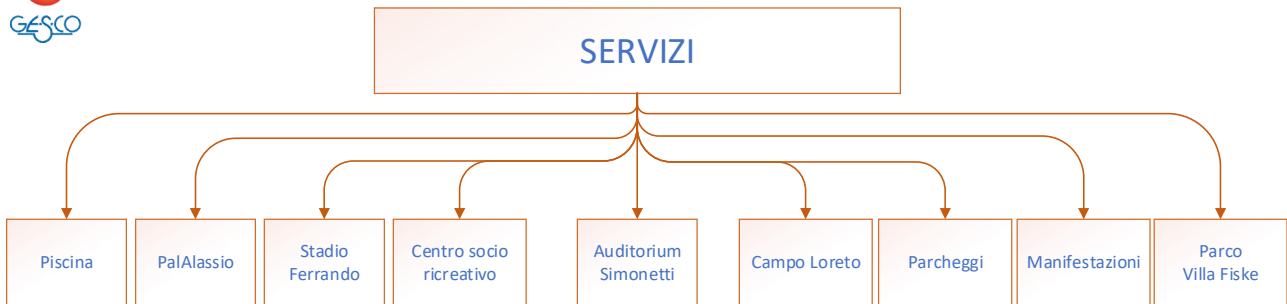 GESCO
SERVIZI
Piscina
PalAlassio
Stadio
Ferrando
Centro socio
ricreativo
Auditorium
Simonetti
Campo Loreto
Parcheggi
Manifestazioni
Parco
Villa Fiske